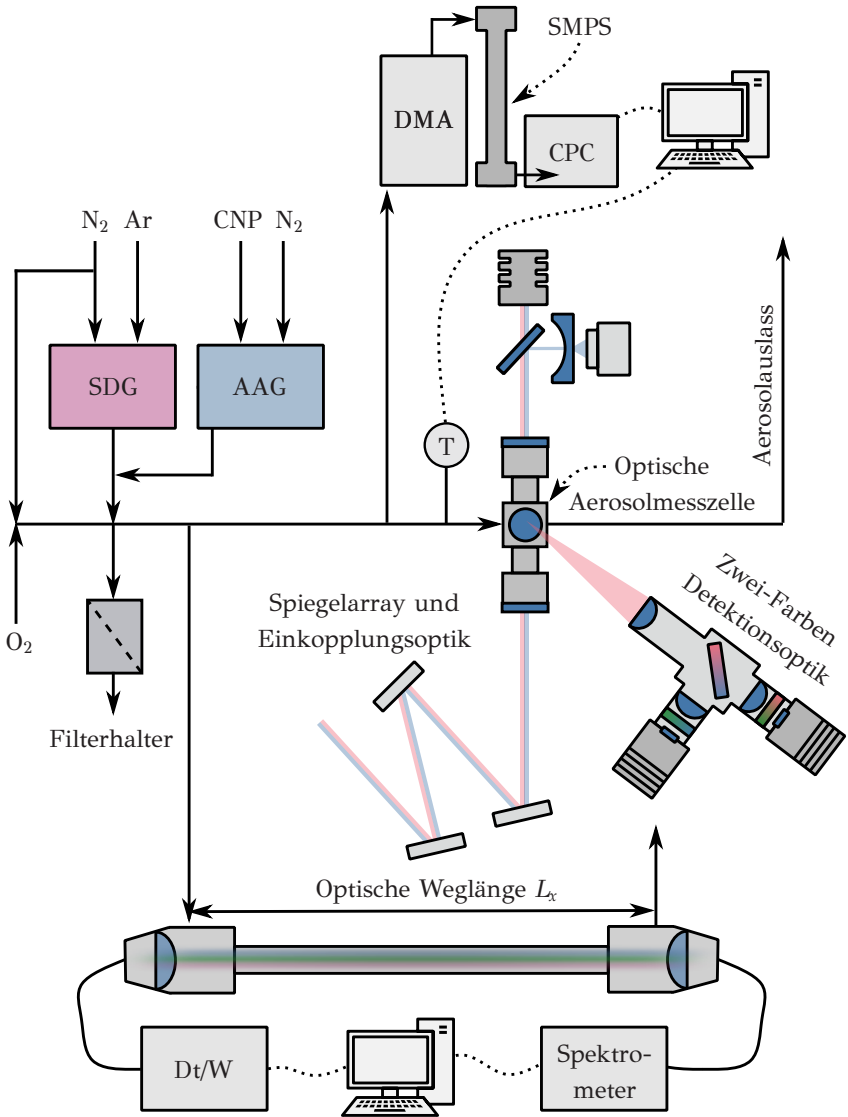 SMPS
DMA
CPC
N₂ Ar CNP N₂
SDG
AAG
T
Aerosolauslass
Optische
Aerosolmesszelle
O₂
Spiegelarray und
Einkopplungsoptik
Zwei-Farben
Detektionsoptik
Filterhalter
Optische Weglänge Lₓ
Dt/W
Spektro-
meter